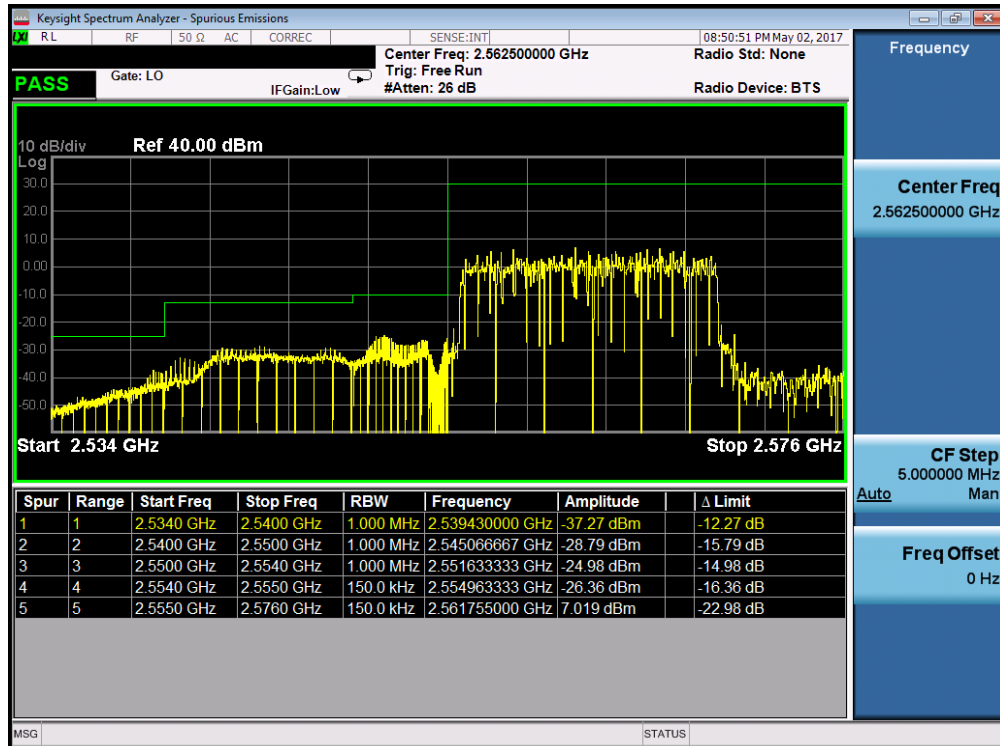 Keysight Spectrum Analyzer - Spurious Emissions
LXI RL RF 50 Ω AC CORREC SENSE:INT 08:50:51 PM May 02, 2017
Center Freq: 2.562500000 GHz Radio Std: None
Trig: Free Run
PASS Gate: LO IFGain:Low #Atten: 26 dB Radio Device: BTS
Frequency
10 dB/div Ref 40.00 dBm
Log
30.0
20.0
10.0
0.00
-10.0
-20.0
-30.0
-40.0
-50.0
Start 2.534 GHz Stop 2.576 GHz
Spur Range Start Freq Stop Freq RBW Frequency Amplitude Δ Limit
1 1 2.5340 GHz 2.5400 GHz 1.000 MHz 2.539430000 GHz -37.27 dBm -12.27 dB
2 2 2.5400 GHz 2.5500 GHz 1.000 MHz 2.545066667 GHz -28.79 dBm -15.79 dB
3 3 2.5500 GHz 2.5540 GHz 1.000 MHz 2.551633333 GHz -24.98 dBm -14.98 dB
4 4 2.5540 GHz 2.5550 GHz 150.0 kHz 2.554963333 GHz -26.36 dBm -16.36 dB
5 5 2.5550 GHz 2.5760 GHz 150.0 kHz 2.561755000 GHz 7.019 dBm -22.98 dB
Center Freq
2.562500000 GHz
CF Step
5.000000 MHz
Auto Man
Freq Offset
0 Hz
MSG STATUS